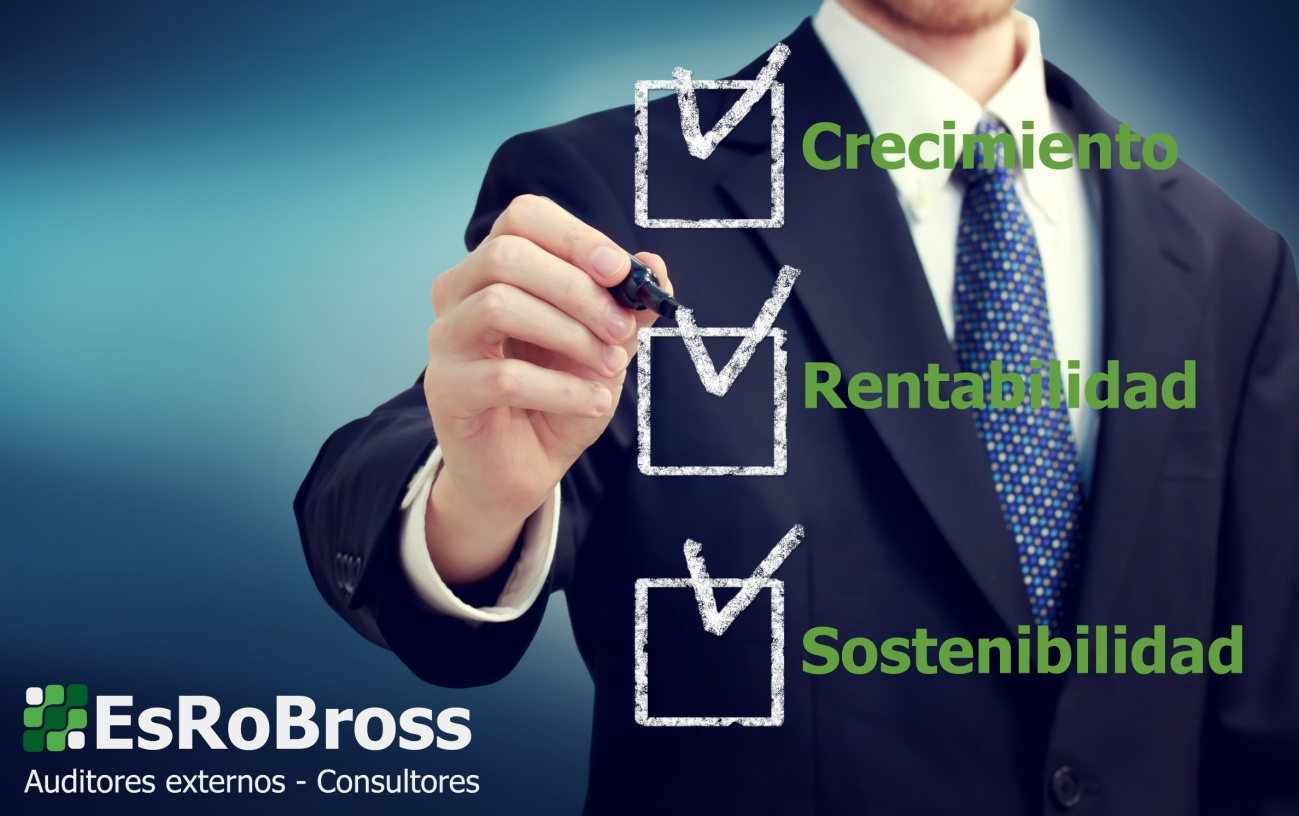 Crecimiento
Rentabilidad
Sostenibilidad
EsRoBross
Auditores externos - Consultores